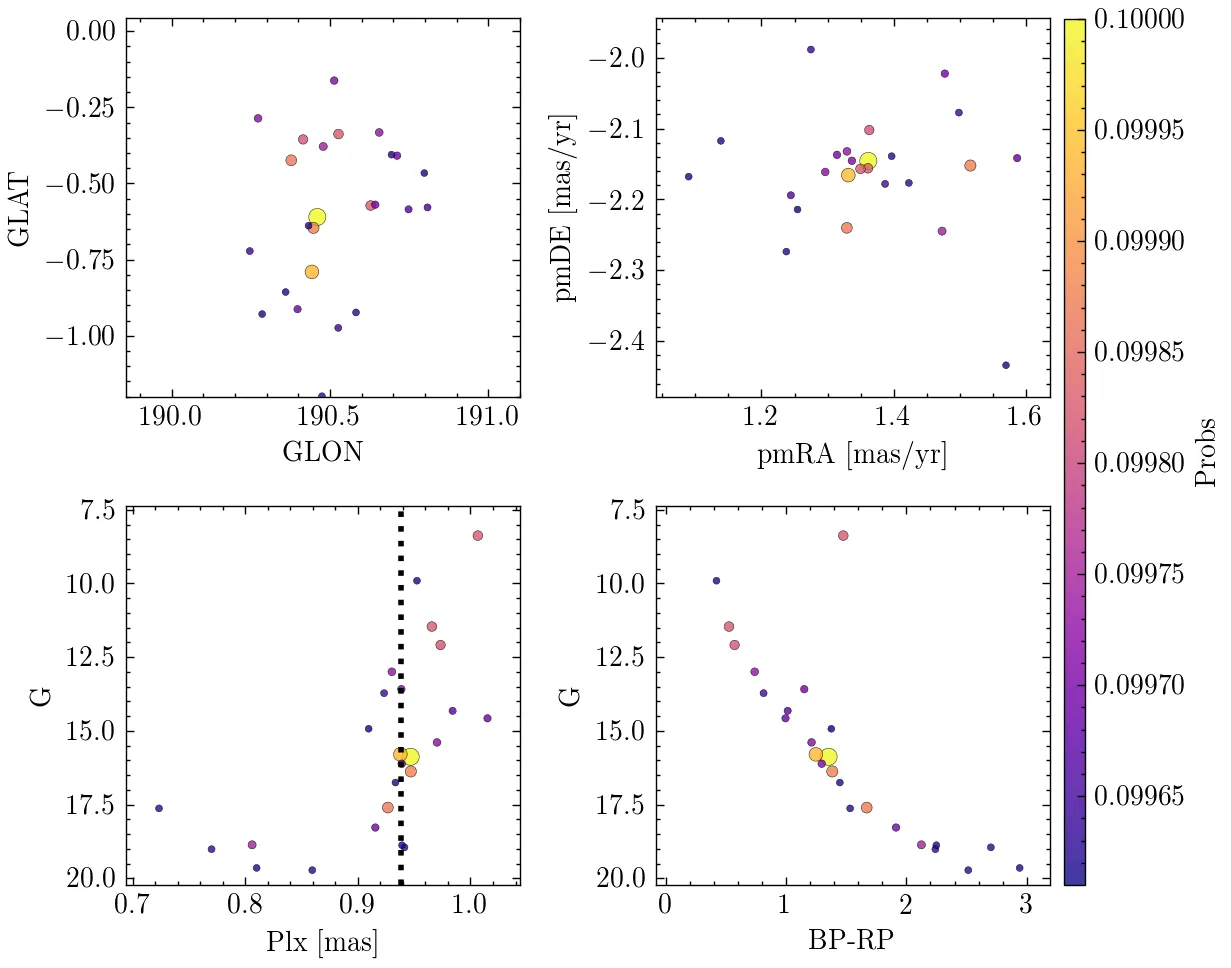 0.00
−0.25
−0.50
−0.75
−1.00
GLAT
190.0 190.5 191.0
GLON
−2.0
−2.1
−2.2
−2.3
−2.4
pmDE [mas/yr]
1.2 1.4 1.6
pmRA [mas/yr]
0.10000
0.09995
0.09990
0.09985
0.09980
0.09975
0.09970
0.09965
Probs
7.5
10.0
12.5
15.0
17.5
20.0
G
0.7 0.8 0.9 1.0
Plx [mas]
7.5
10.0
12.5
15.0
17.5
20.0
G
0 1 2 3
BP-RP